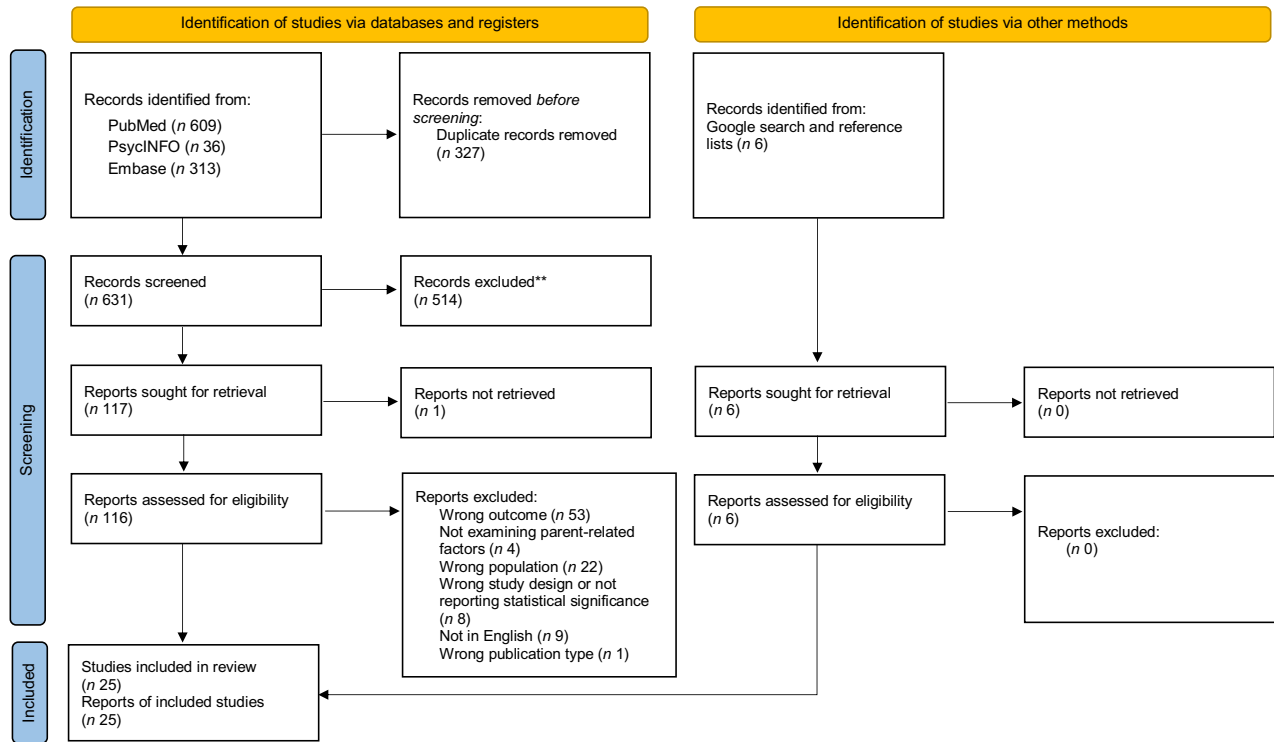 Identification of studies via databases and registers
Identification of studies via other methods
Identification
Records identified from:
PubMed (n 609)
PsycINFO (n 36)
Embase (n 313)
Records removed before
screening:
Duplicate records removed
(n 327)
Records identified from:
Google search and reference
lists (n 6)
Screening
Records screened
(n 631)
Records excluded**
(n 514)
Reports sought for retrieval
(n 117)
Reports not retrieved
(n 1)
Reports sought for retrieval
(n 6)
Reports not retrieved
(n 0)
Reports assessed for eligibility
(n 116)
Reports excluded:
Wrong outcome (n 53)
Not examining parent-related
factors (n 4)
Wrong population (n 22)
Wrong study design or not
reporting statistical significance
(n 8)
Not in English (n 9)
Wrong publication type (n 1)
Reports assessed for eligibility
(n 6)
Reports excluded:
(n 0)
Included
Studies included in review
(n 25)
Reports of included studies
(n 25)